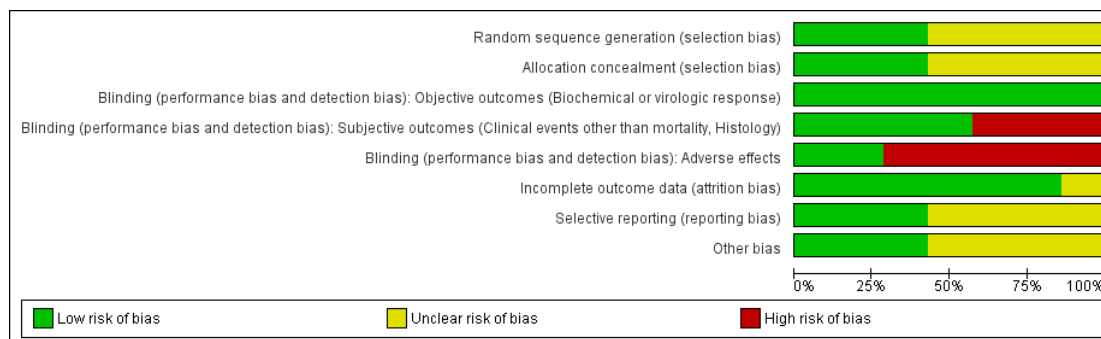 Random sequence generation (selection bias)
Allocation concealment (selection bias)
Blinding (performance bias and detection bias): Objective outcomes (Biochemical or virologic response)
Blinding (performance bias and detection bias): Subjective outcomes (Clinical events other than mortality, Histology)
Blinding (performance bias and detection bias): Adverse effects
Incomplete outcome data (attrition bias)
Selective reporting (reporting bias)
Other bias
0% 25% 50% 75% 100%
Low risk of bias Unclear risk of bias High risk of bias